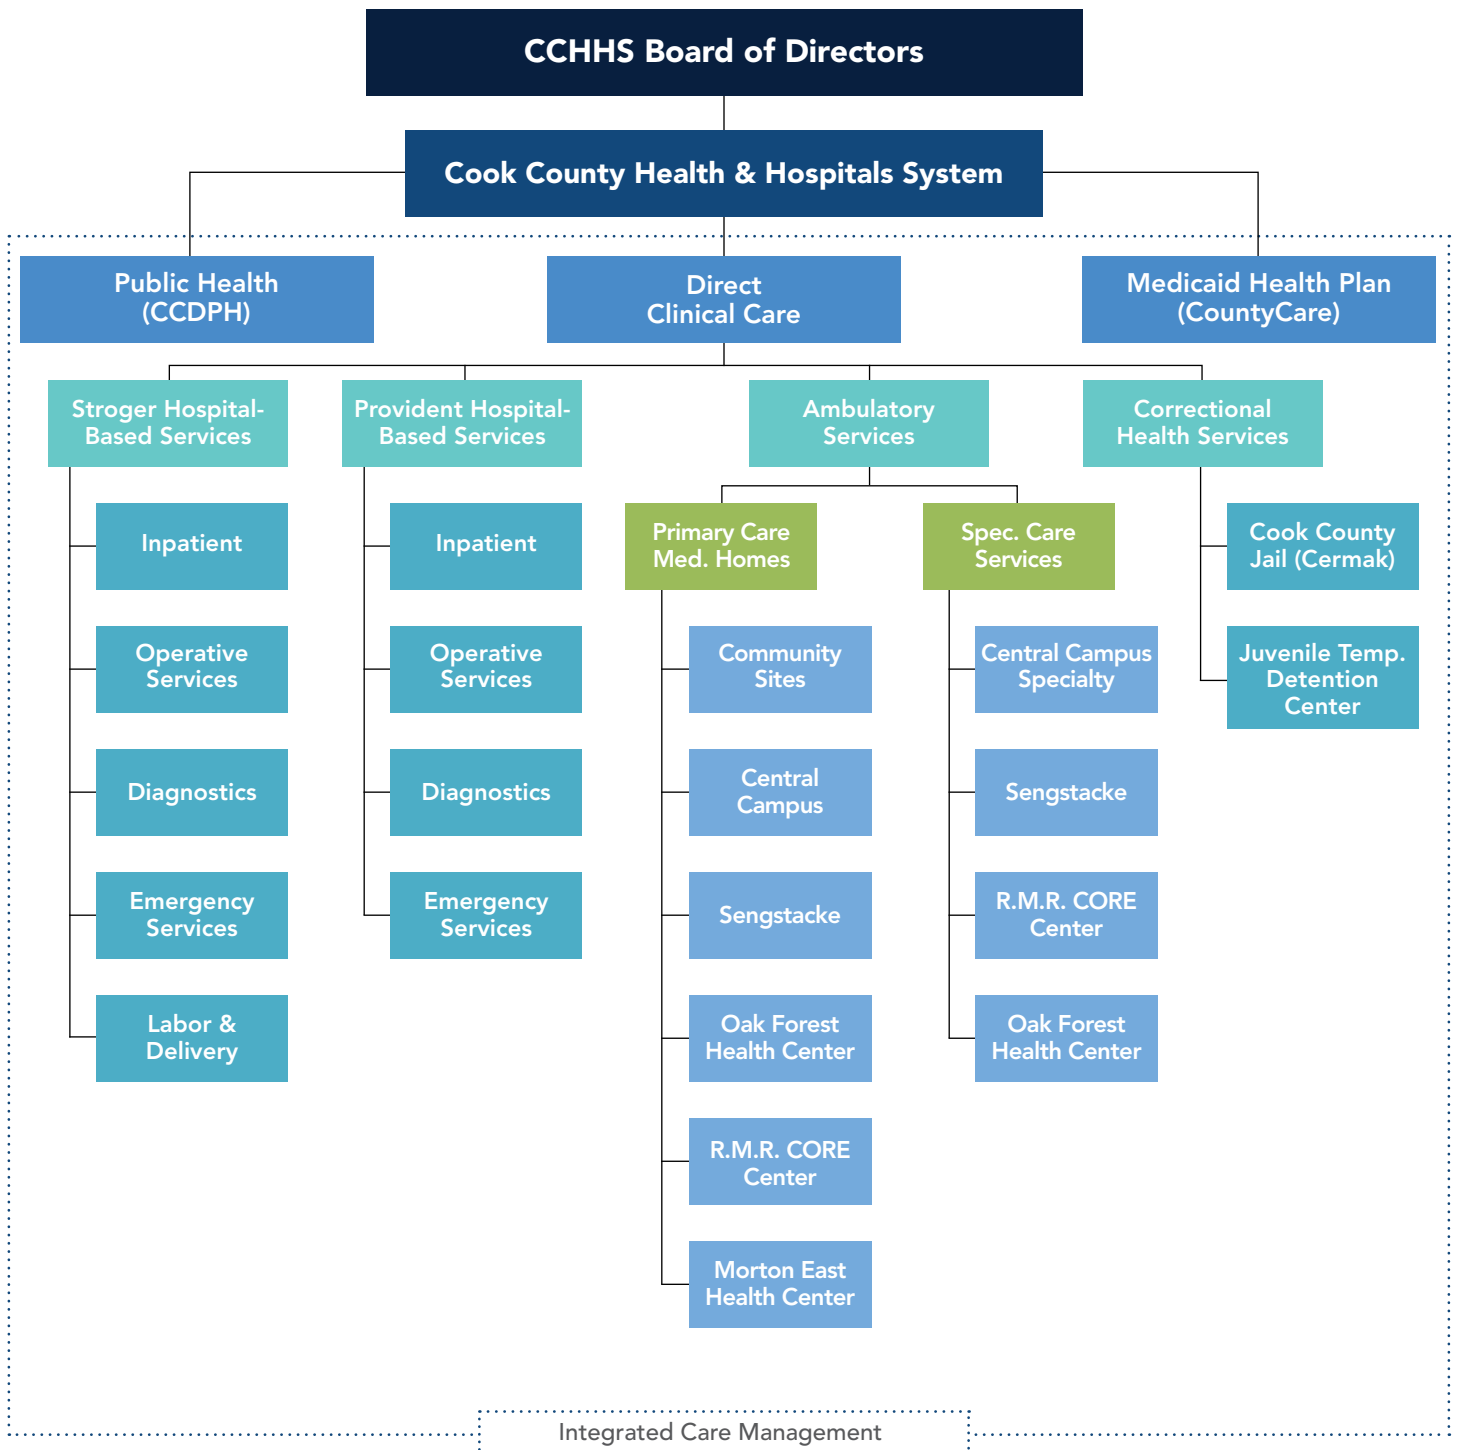 CCHHS Board of Directors
Cook County Health & Hospitals System
Public Health
(CCDPH)
Direct
Clinical Care
Medicaid Health Plan
(CountyCare)
Stroger Hospital-
Based Services
Provident Hospital-
Based Services
Ambulatory
Services
Correctional
Health Services
Inpatient
Operative
Services
Diagnostics
Emergency
Services
Labor &
Delivery
Inpatient
Operative
Services
Diagnostics
Emergency
Services
Primary Care
Med. Homes
Community
Sites
Central
Campus
Sengstacke
Oak Forest
Health Center
R.M.R. CORE
Center
Morton East
Health Center
Spec. Care
Services
Central Campus
Specialty
Sengstacke
R.M.R. CORE
Center
Oak Forest
Health Center
Cook County
Jail (Cermak)
Juvenile Temp.
Detention
Center
Integrated Care Management